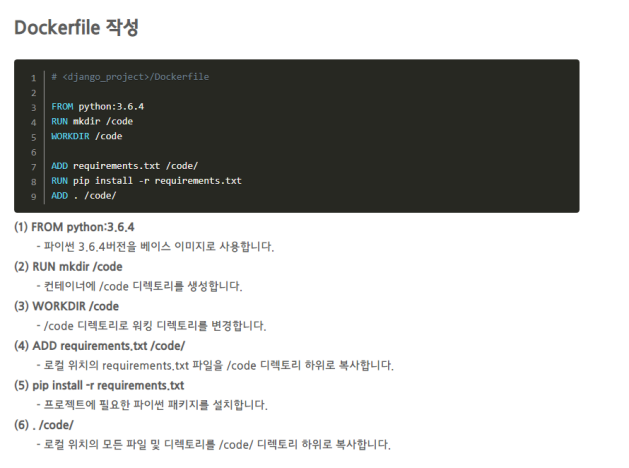 Dockerfile 작성
1 # <django_project>/Dockerfile
2
3 FROM python:3.6.4
4 RUN mkdir /code
5 WORKDIR /code
6
7 ADD requirements.txt /code/
8 RUN pip install -r requirements.txt
9 ADD . /code/
(1) FROM python:3.6.4
- 파이썬 3.6.4버전을 베이스 이미지로 사용합니다.
(2) RUN mkdir /code
- 컨테이너에 /code 디렉토리를 생성합니다.
(3) WORKDIR /code
- /code 디렉토리로 워킹 디렉토리를 변경합니다.
(4) ADD requirements.txt /code/
- 로컬 위치의 requirements.txt 파일을 /code 디렉토리 하위로 복사합니다.
(5) pip install -r requirements.txt
- 프로젝트에 필요한 파이썬 패키지를 설치합니다.
(6) . /code/
- 로컬 위치의 모든 파일 및 디렉토리를 /code/ 디렉토리 하위로 복사합니다.